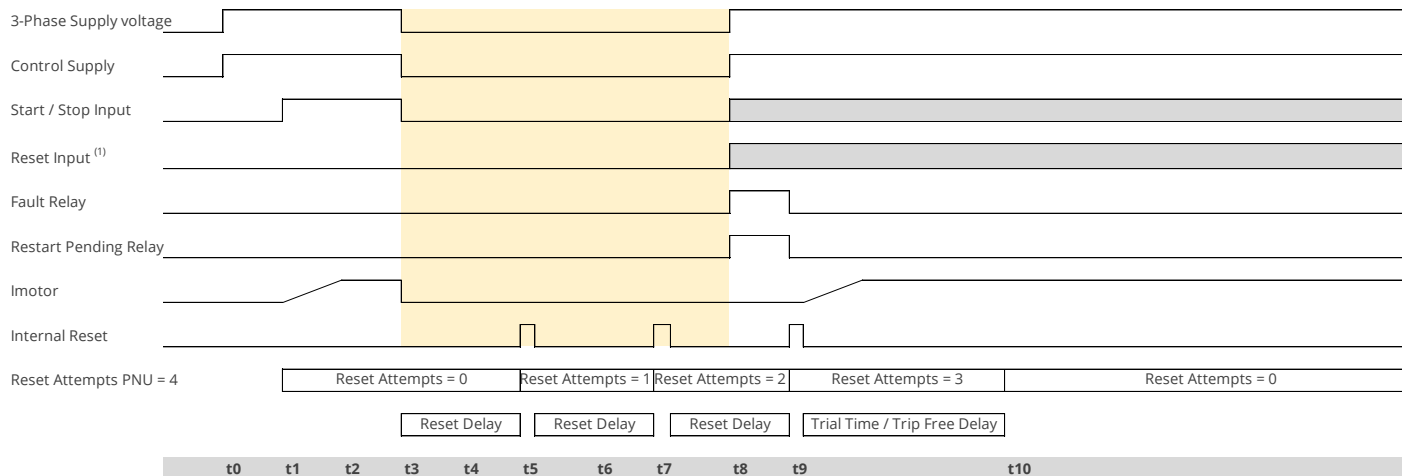 3-Phase Supply voltage
Control Supply
Start / Stop Input
Reset Input (1)
Fault Relay
Restart Pending Relay
Imotor
Internal Reset
Reset Attempts PNU = 4
Reset Attempts = 0
Reset Attempts = 1
Reset Attempts = 2
Reset Attempts = 3
Reset Attempts = 0
Reset Delay
Reset Delay
Reset Delay
Trial Time / Trip Free Delay
t0 t1 t2 t3 t4 t5 t6 t7 t8 t9 t10